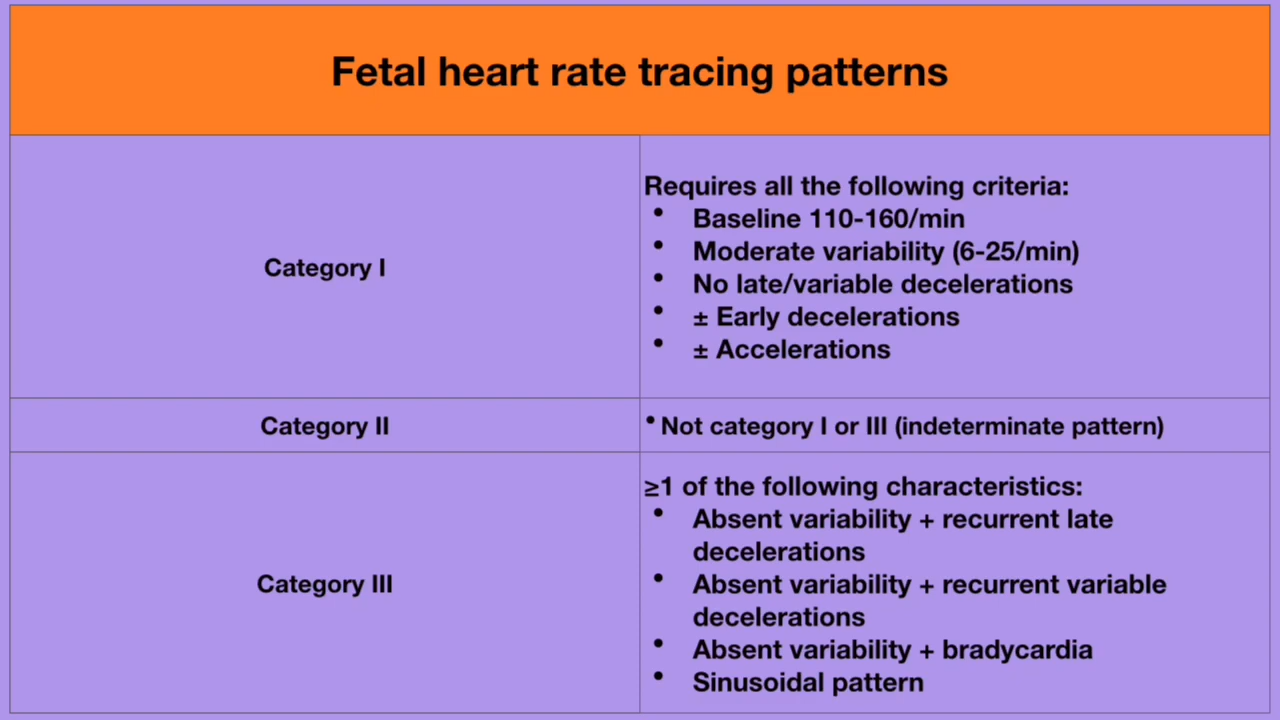 Fetal heart rate tracing patterns
Category I
Requires all the following criteria:
• Baseline 110-160/min
• Moderate variability (6-25/min)
• No late/variable decelerations
• ± Early decelerations
• ± Accelerations
Category II
• Not category I or III (indeterminate pattern)
Category III
≥1 of the following characteristics:
• Absent variability + recurrent late
decelerations
• Absent variability + recurrent variable
decelerations
• Absent variability + bradycardia
• Sinusoidal pattern